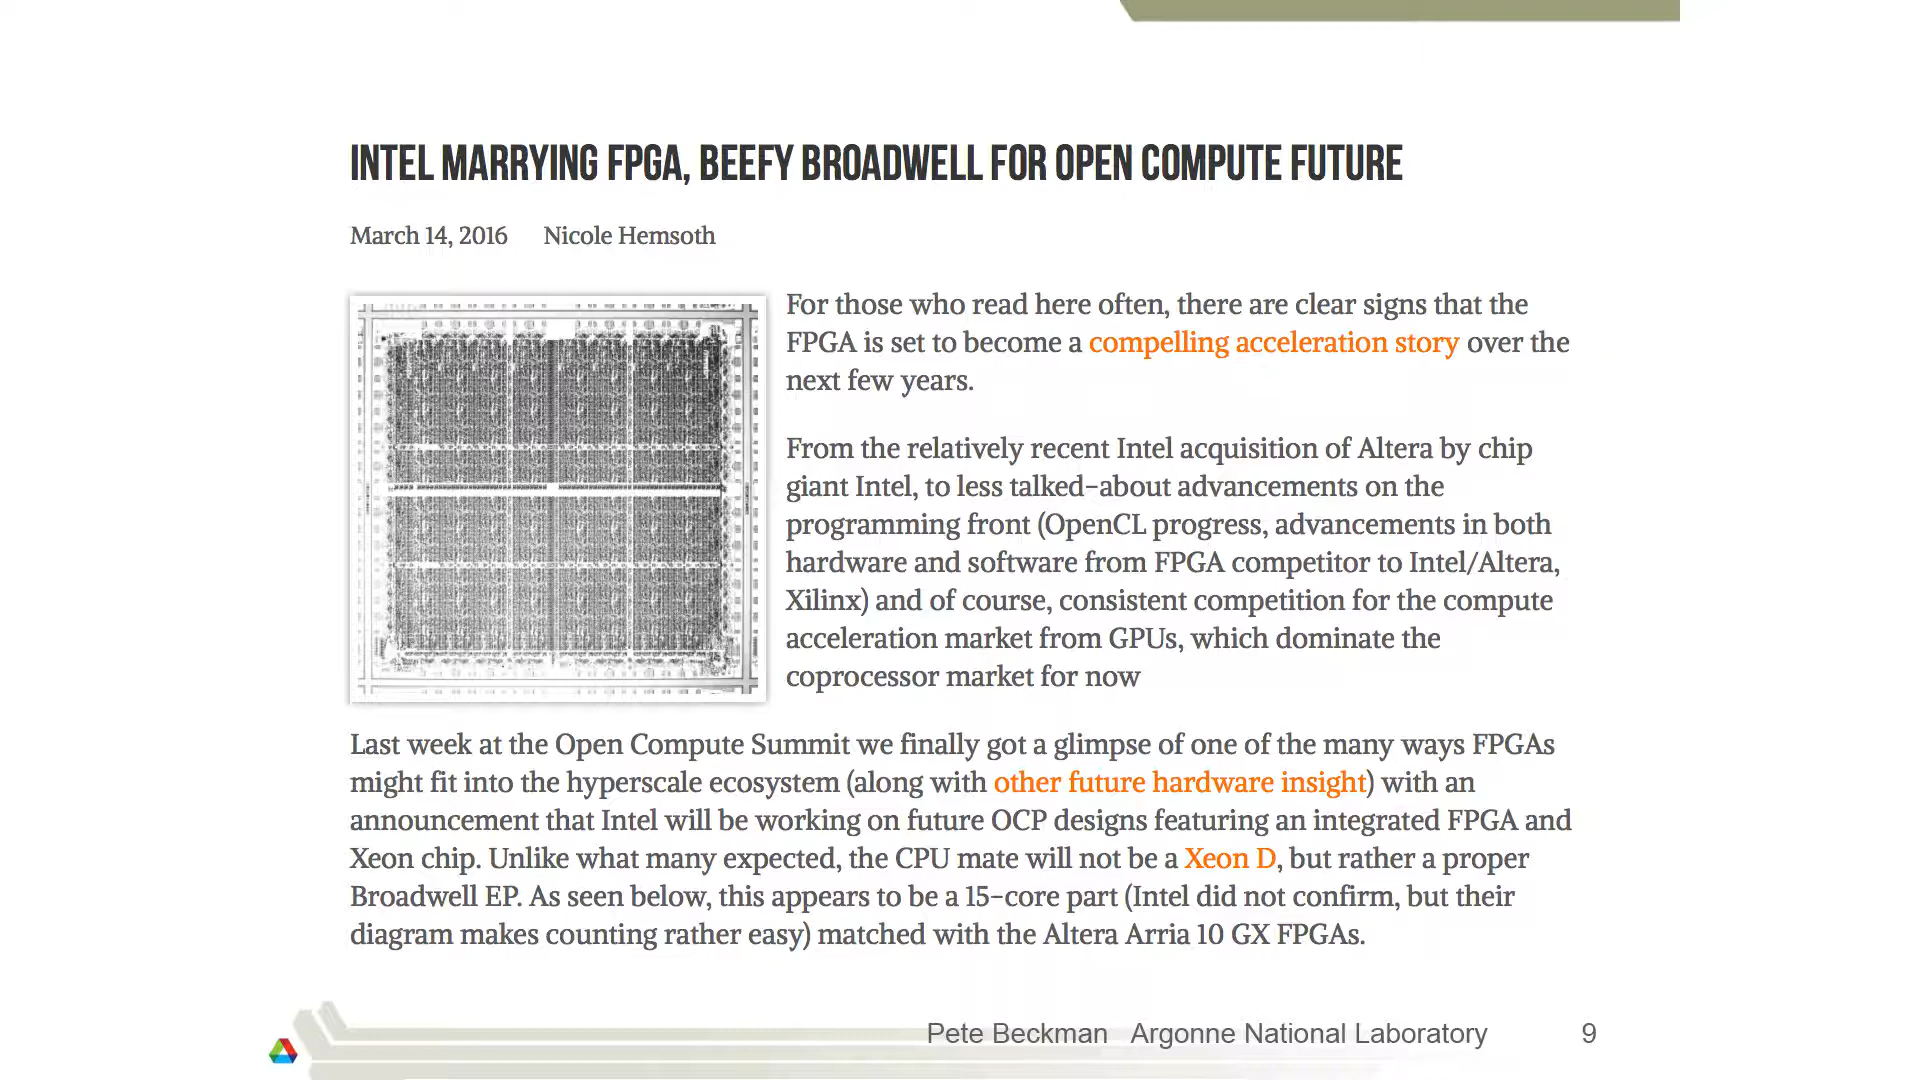 INTEL MARRYING FPGA, BEEFY BROADWELL FOR OPEN COMPUTE FUTURE
March 14, 2016 Nicole Hemsoth
For those who read here often, there are clear signs that the
FPGA is set to become a compelling acceleration story over the
next few years.
From the relatively recent Intel acquisition of Altera by chip
giant Intel, to less talked-about advancements on the
programming front (OpenCL progress, advancements in both
hardware and software from FPGA competitor to Intel/Altera,
Xilinx) and of course, consistent competition for the compute
acceleration market from GPUs, which dominate the
coprocessor market for now
Last week at the Open Compute Summit we finally got a glimpse of one of the many ways FPGAs
might fit into the hyperscale ecosystem (along with other future hardware insight) with an
announcement that Intel will be working on future OCP designs featuring an integrated FPGA and
Xeon chip. Unlike what many expected, the CPU mate will not be a Xeon D, but rather a proper
Broadwell EP. As seen below, this appears to be a 15-core part (Intel did not confirm, but their
diagram makes counting rather easy) matched with the Altera Arria 10 GX FPGAs.
Pete Beckman Argonne National Laboratory 9